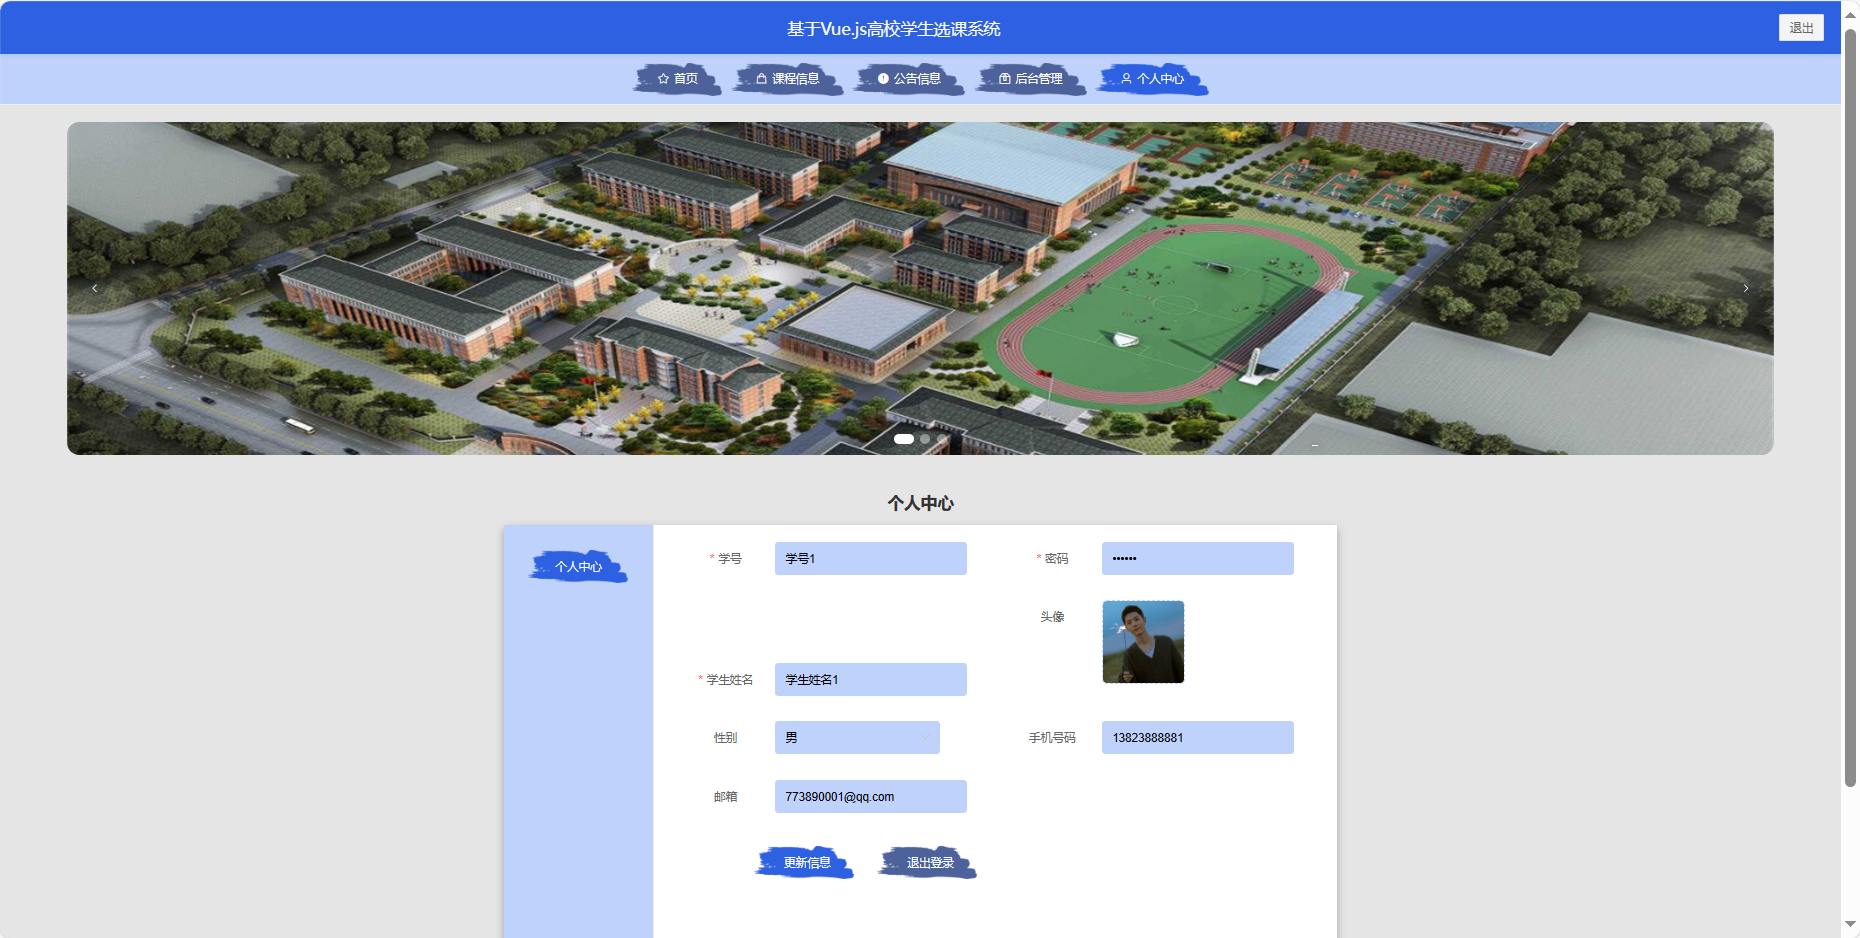 基于Vue.js高校学生选课系统
退出
首页 课程信息 公告信息 后台管理 个人中心
个人中心
个人中心
* 学号 学号1 * 密码 ••••••
头像
* 学生姓名 学生姓名1
性别 男 手机号码 13823888881
邮箱 773890001@qq.com
更新信息 退出登录